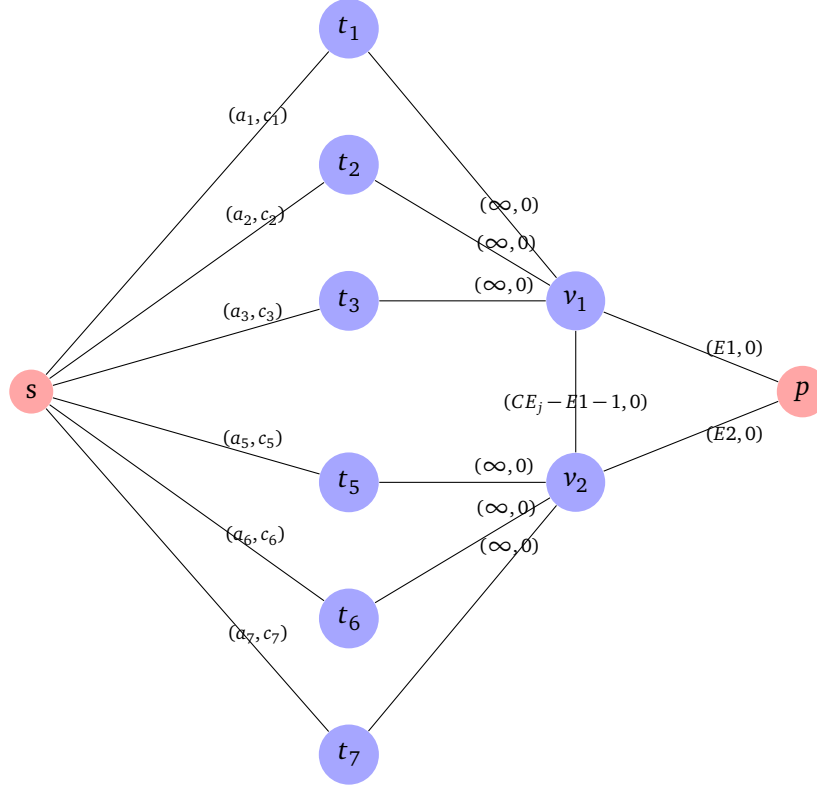 t₁
(a₁, c₁)
t₂
(a₂, c₂)
(∞, 0)
(∞, 0)
(∞, 0)
t₃
v₁
(a₃, c₃)
(E1, 0)
s
p
(CEⱼ − E1 − 1, 0)
(E2, 0)
(a₅, c₅)
(∞, 0)
t₅
v₂
(∞, 0)
(a₆, c₆)
(∞, 0)
t₆
(a₇, c₇)
t₇